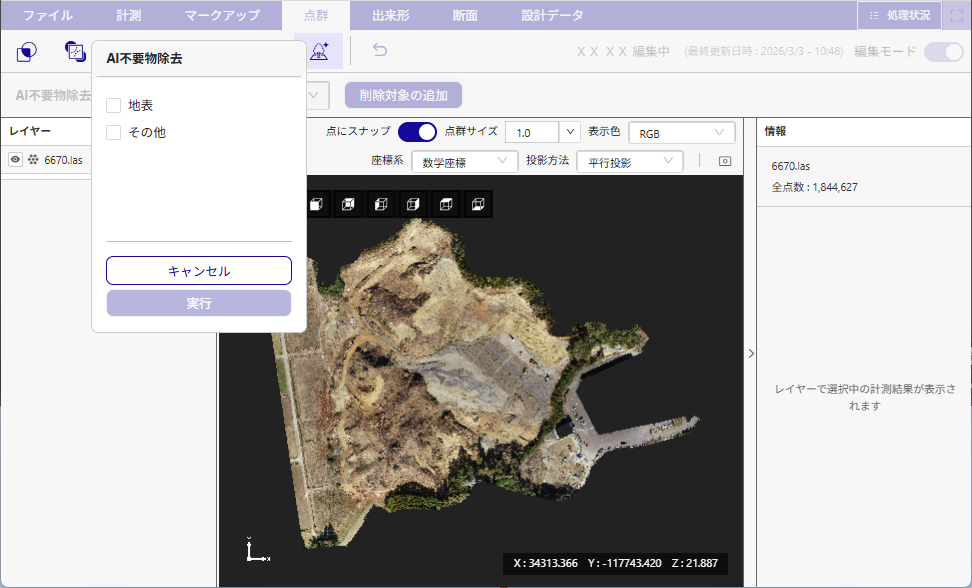 ファイル 計測 マークアップ 点群 出来形 断面 設計データ 処理状況
X X X X 編集中 (最終更新日時 : 2026/3/3 - 10:48) 編集モード
AI不要物除去
削除対象の追加
AI不要物除去
地表
その他
キャンセル
実行
レイヤー
6670.las
点にスナップ 点群サイズ 1.0 表示色 RGB
座標系 数学座標 投影方法 平行投影
Y
X
X : 34313.366 Y : -117743.420 Z : 21.887
情報
6670.las
全点数 : 1,844,627
レイヤーで選択中の計測結果が表示さ
れます